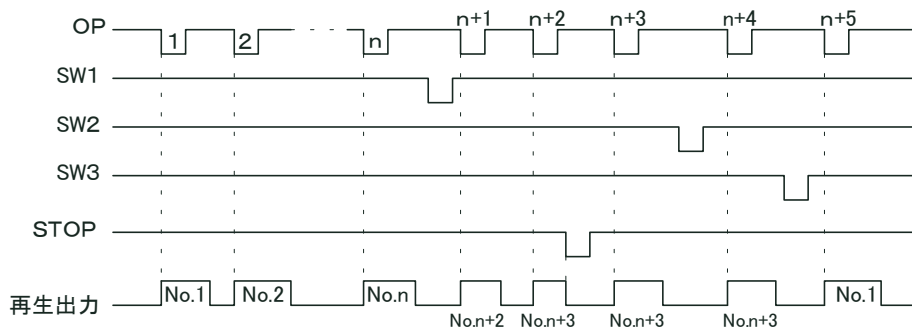 OP 1 2 n n+1 n+2 n+3 n+4 n+5
SW1
SW2
SW3
STOP
再生出力 No.1 No.2 No.n No.n+2 No.n+3 No.n+3 No.n+3 No.1